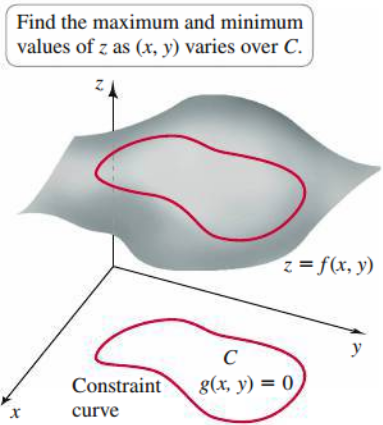 Find the maximum and minimum
values of z as (x, y) varies over C.
z
z = f(x, y)
y
C
Constraint g(x, y) = 0
curve
x